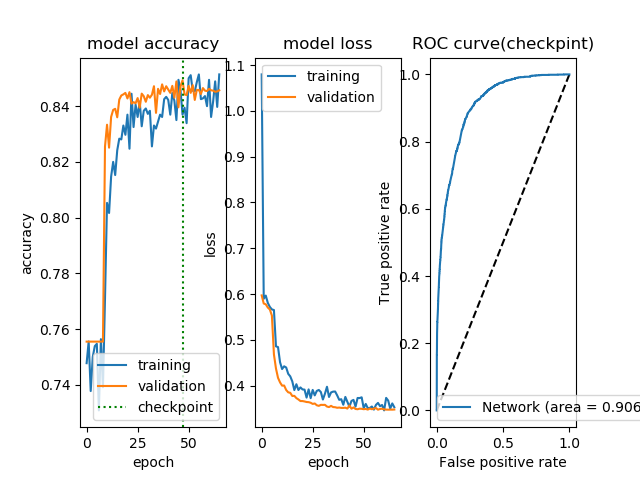 model accuracy
0.84
0.82
0.80
0.78
0.76
0.74
accuracy
0
25
50
epoch
training
validation
checkpoint
model loss
1.1
1.0
0.9
0.8
0.7
0.6
0.5
0.4
loss
0
25
50
epoch
training
validation
ROC curve(checkpint)
1.0
0.8
0.6
0.4
0.2
0.0
True positive rate
0.0
0.5
1.0
False positive rate
Network (area = 0.906